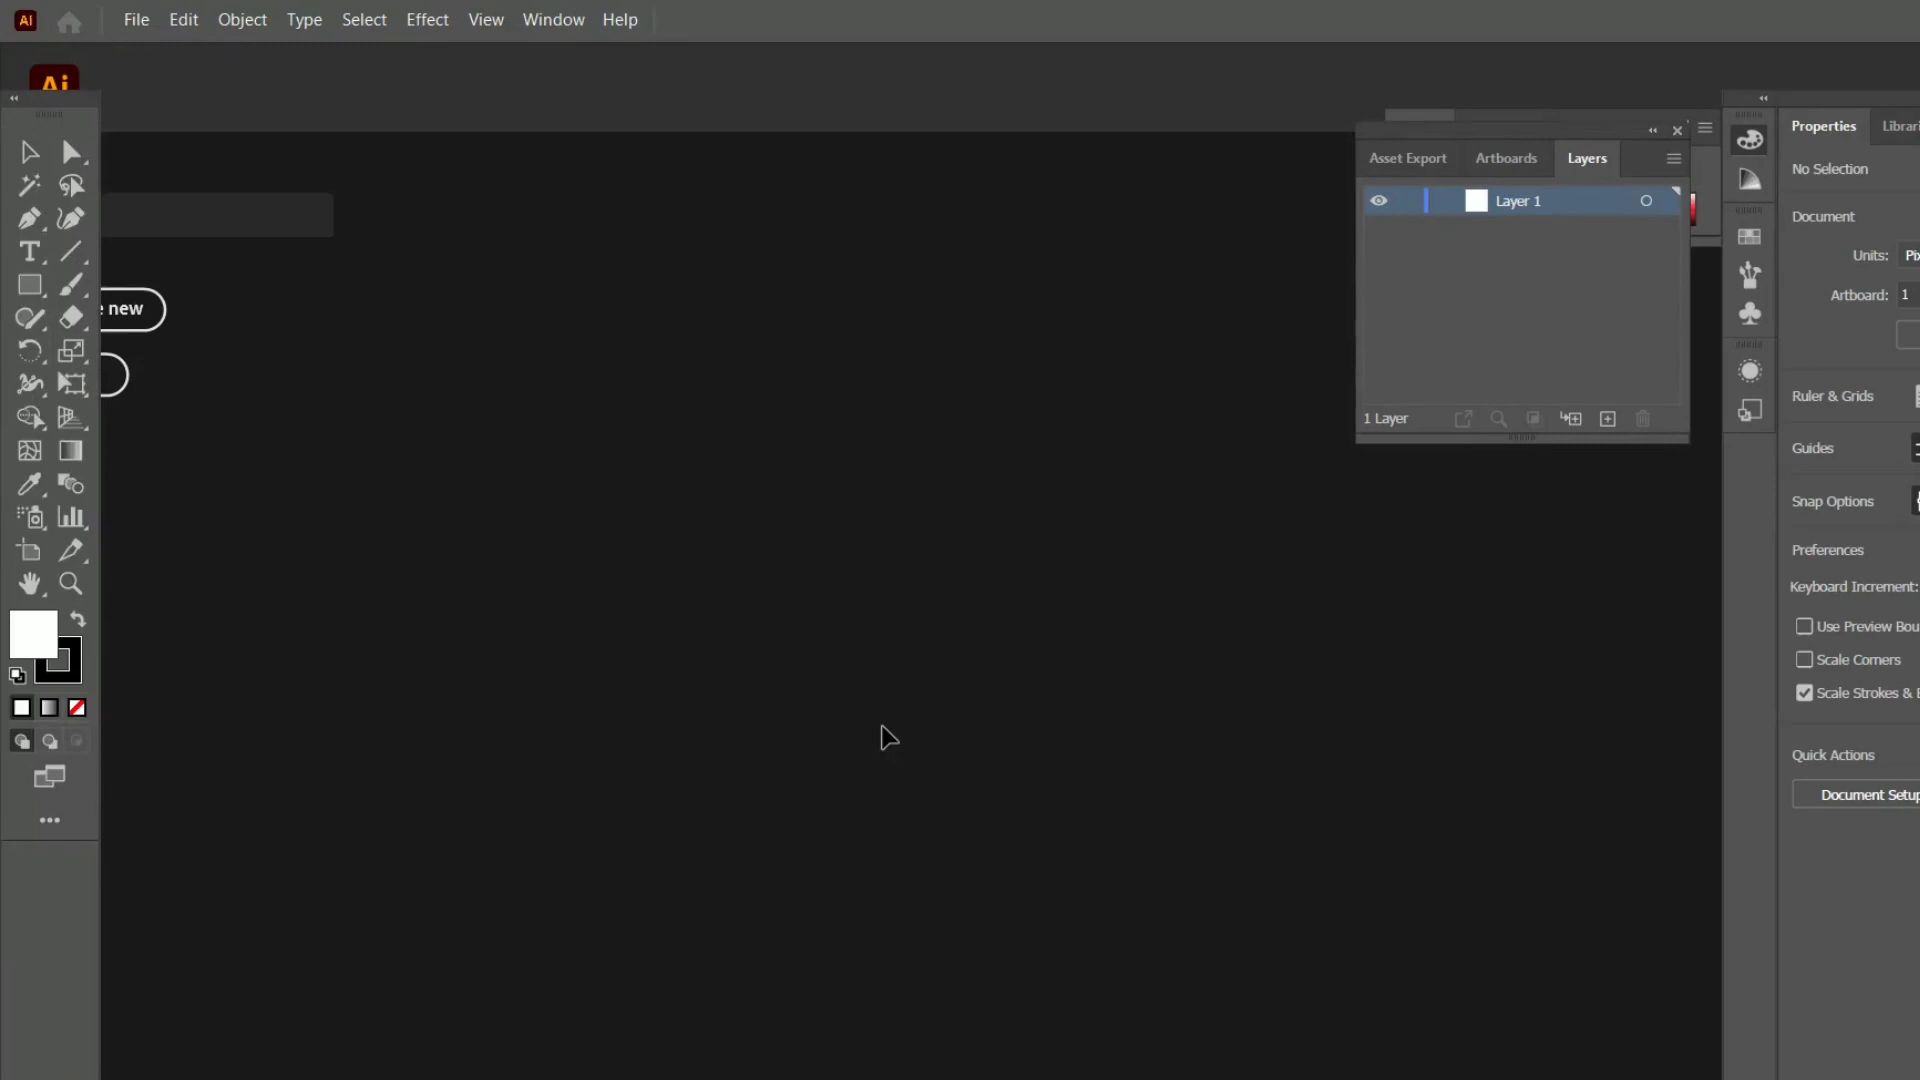 Ai File Edit Object Type Select Effect View Window Help
Ai
Properties Librari
Asset Export Artboards Layers
No Selection
Layer 1
Document
Units: Pix
Artboard: 1
e new
Ruler & Grids
1 Layer
Guides
Snap Options
Preferences
Keyboard Increment:
Use Preview Bou
Scale Corners
Scale Strokes & E
Quick Actions
Document Setup